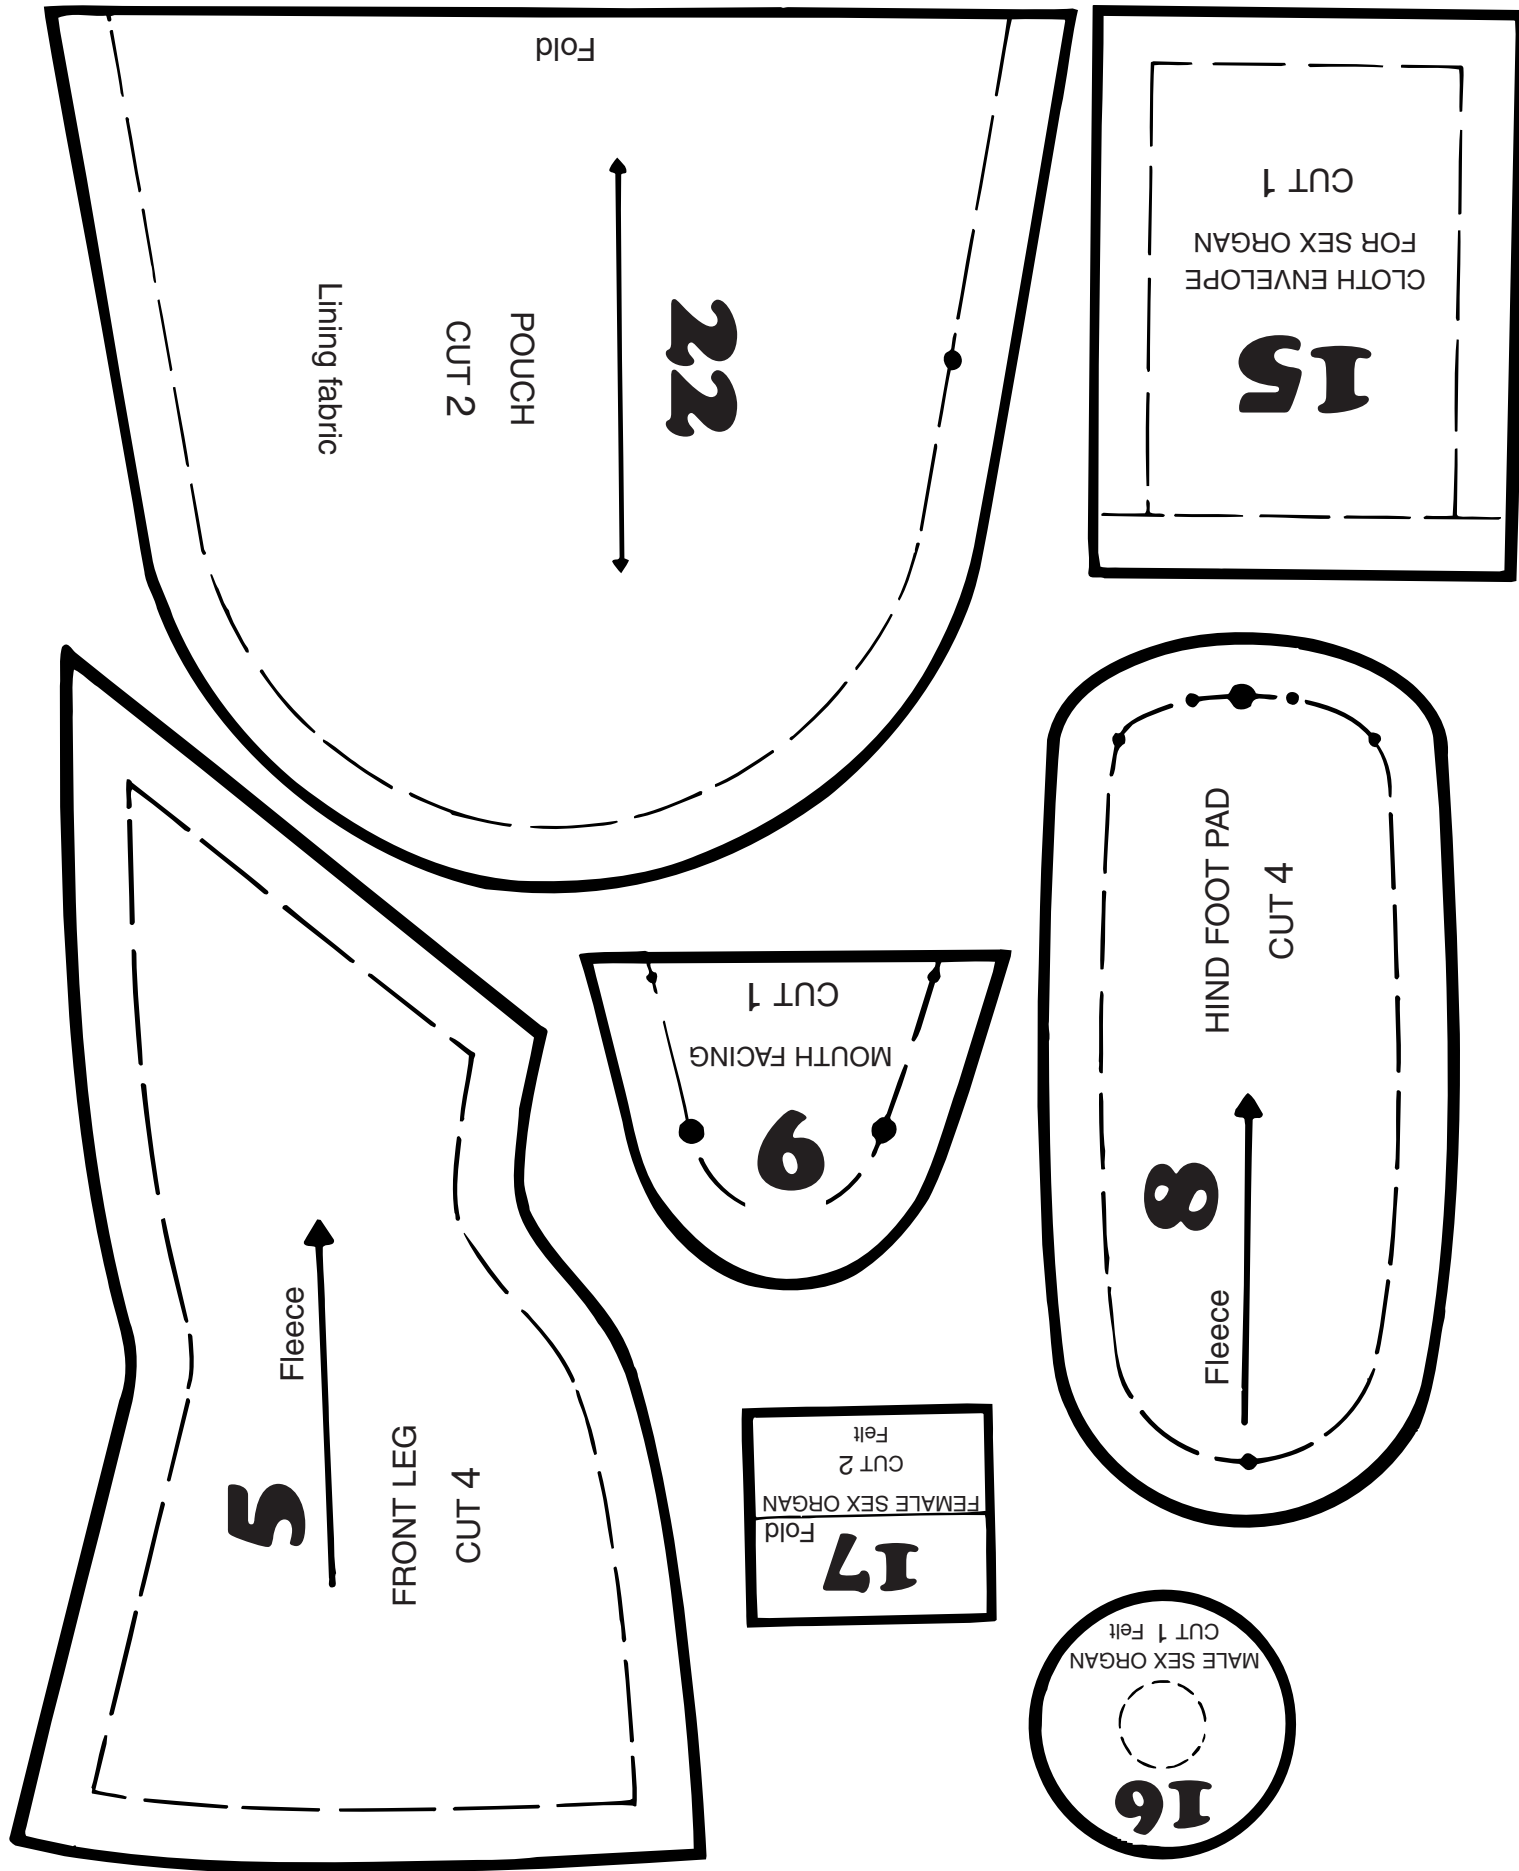 Fold
22
POUCH
CUT 2
Lining fabric
15
CLOTH ENVELOPE
FOR SEX ORGAN
CUT 1
5
Fleece
FRONT LEG
CUT 4
9
MOUTH FACING
CUT 1
8
Fleece
HIND FOOT PAD
CUT 4
17
Fold
FEMALE SEX ORGAN
CUT 2
Felt
16
MALE SEX ORGAN
CUT 1 Felt